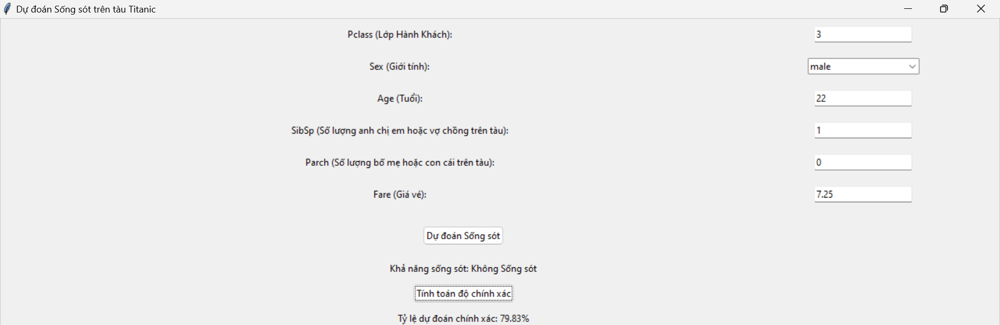 Dự đoán Sống sót trên tàu Titanic
Pclass (Lớp Hành Khách): 3
Sex (Giới tính): male
Age (Tuổi): 22
SibSp (Số lượng anh chị em hoặc vợ chồng trên tàu): 1
Parch (Số lượng bố mẹ hoặc con cái trên tàu): 0
Fare (Giá vé): 7.25
Dự đoán Sống sót
Khả năng sống sót: Không Sống sót
Tính toán độ chính xác
Tỷ lệ dự đoán chính xác: 79.83%